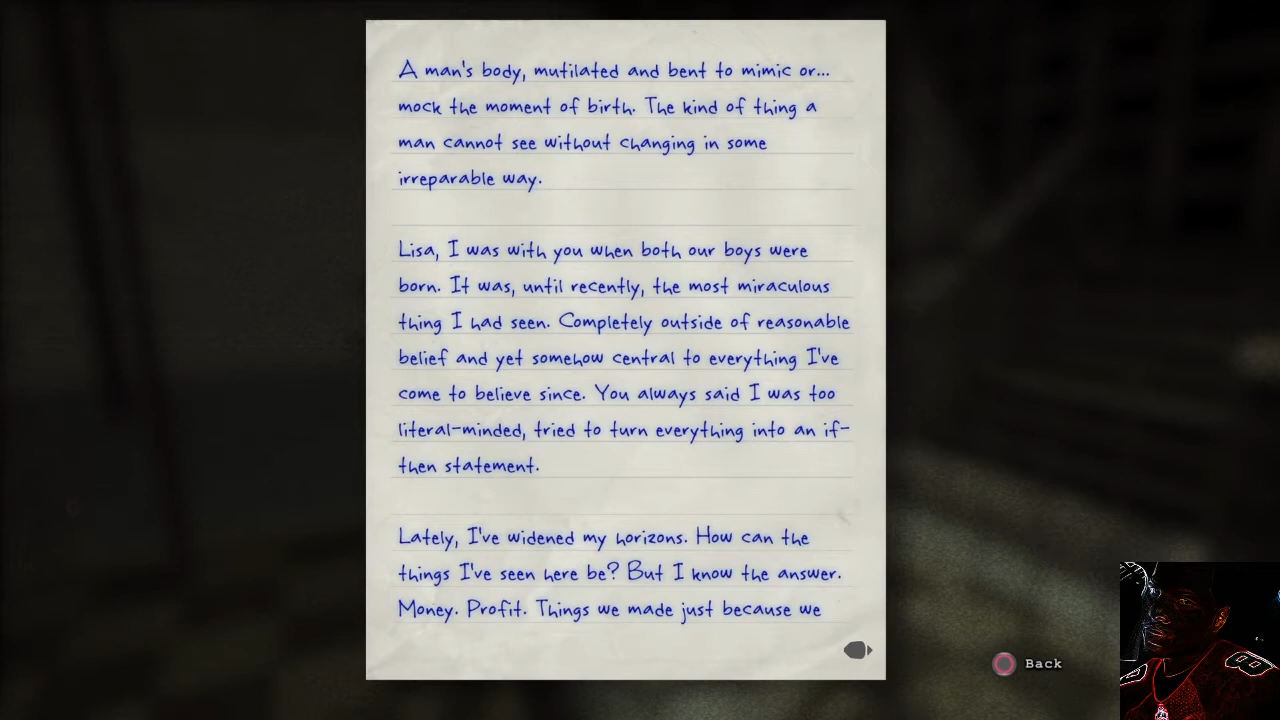 A man's body, mutilated and bent to mimic or...
mock the moment of birth. The kind of thing a
man cannot see without changing in some
irreparable way.
Lisa, I was with you when both our boys were
born. It was, until recently, the most miraculous
thing I had seen. Completely outside of reasonable
belief and yet somehow central to everything I've
come to believe since. You always said I was too
literal-minded, tried to turn everything into an if-
then statement.
Lately, I've widened my horizons. How can the
things I've seen here be? But I know the answer.
Money. Profit. Things we made just because we
Back